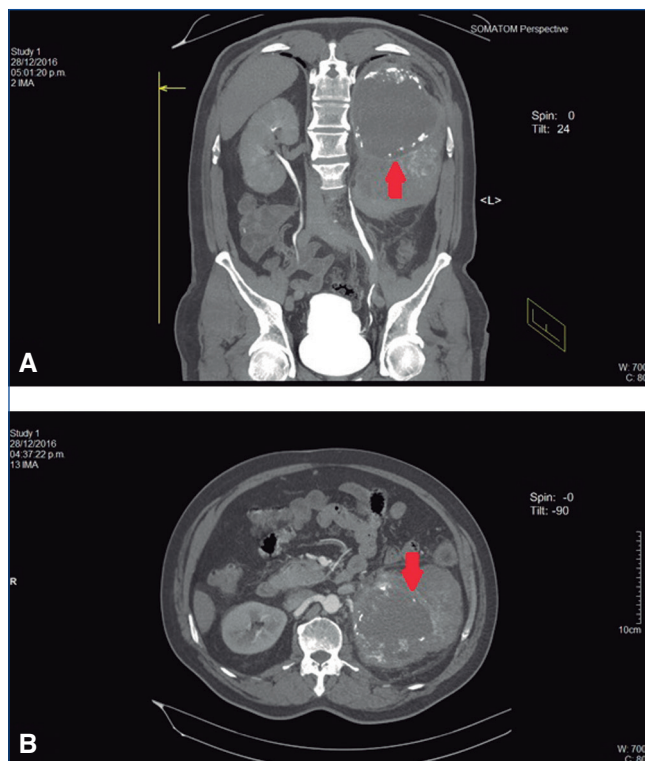 SOMATOM Perspective
Study 1
28/12/2016
05:01:20 p.m.
2 IMA
Spin: 0
Tilt: 24
<L>
A
W: 700
C: 80
Study 1
28/12/2016
04:37:22 p.m.
13 IMA
Spin: -0
Tilt: -90
R
10cm
B
W: 700
C: 80